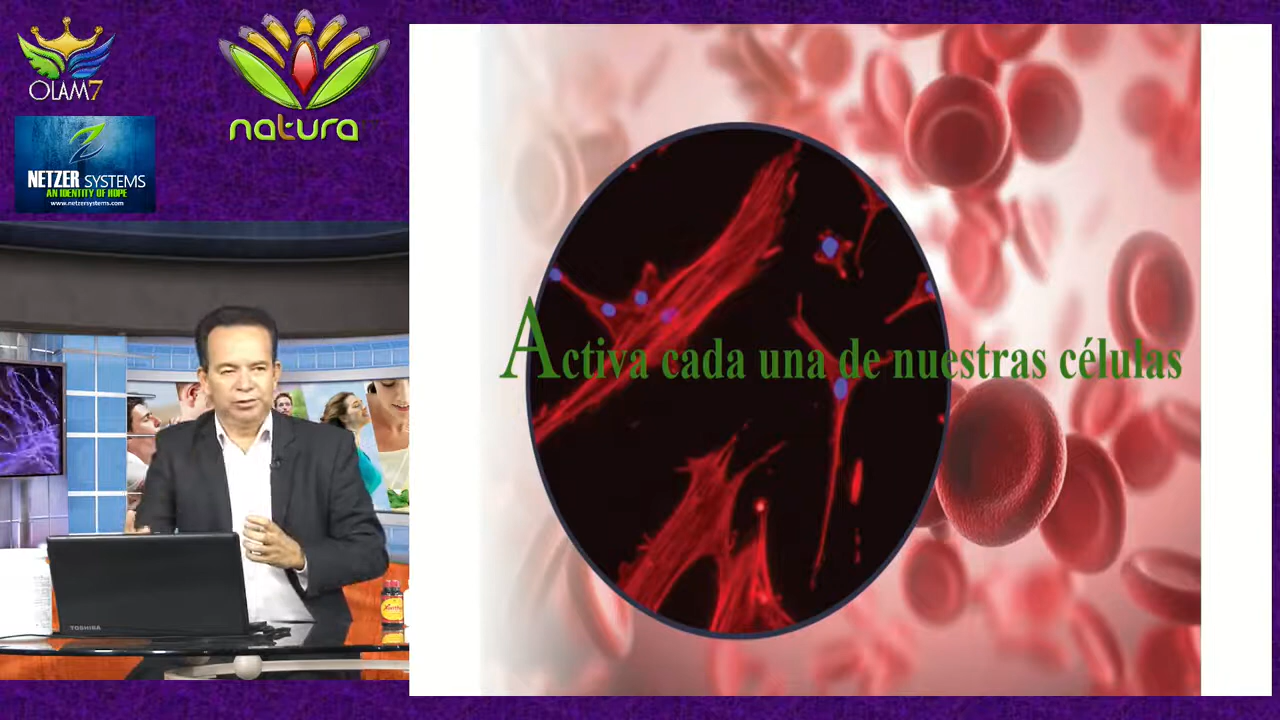 OLAM7
natura
NETZER SYSTEMS
AN IDENTITY OF HOPE
www.netzersystems.com
Activa cada una de nuestras células
TOSHIBA